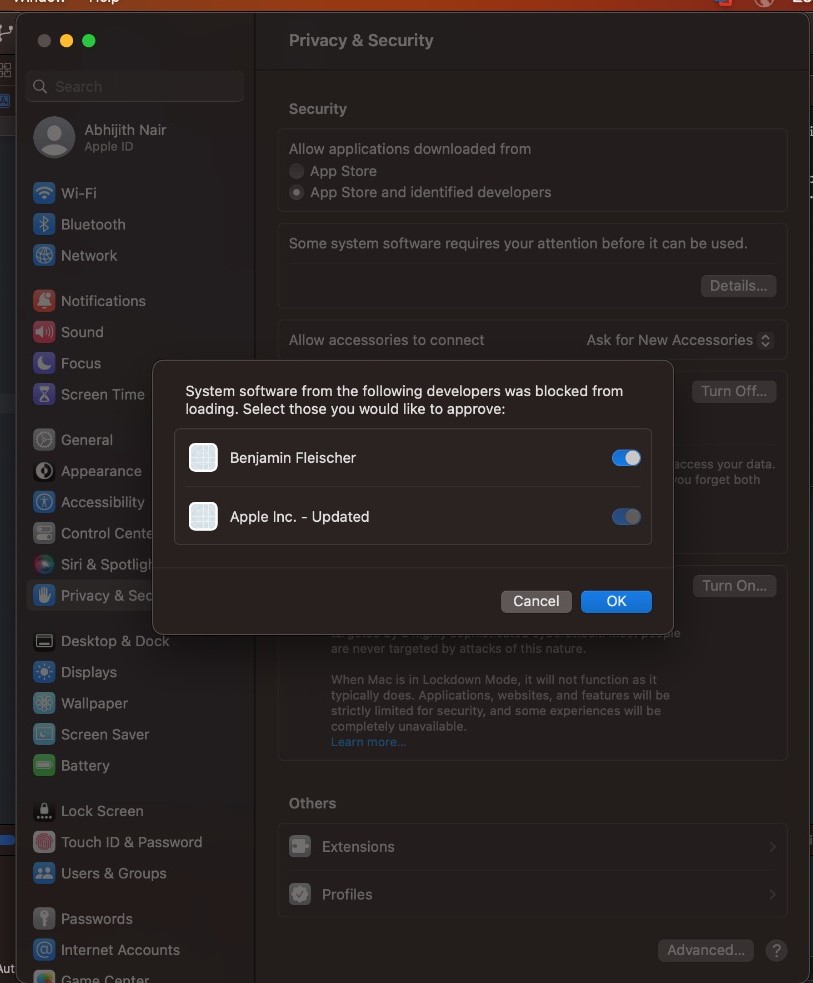 Window
Help
Privacy & Security
Search
Abhijith Nair
Apple ID
Wi-Fi
Bluetooth
Network
Notifications
Sound
Focus
Screen Time
General
Appearance
Accessibility
Control Cente
Siri & Spotligh
Privacy & Sec
Desktop & Dock
Displays
Wallpaper
Screen Saver
Battery
Lock Screen
Touch ID & Password
Users & Groups
Passwords
Internet Accounts
Game Center
Security
Allow applications downloaded from
App Store
App Store and identified developers
Some system software requires your attention before it can be used.
Details...
Allow accessories to connect
Ask for New Accessories
Turn Off...
access your data.
you forget both
System software from the following developers was blocked from
loading. Select those you would like to approve:
Benjamin Fleischer
Apple Inc. - Updated
Cancel
OK
Turn On...
are never targeted by attacks of this nature.
When Mac is in Lockdown Mode, it will not function as it
typically does. Applications, websites, and features will be
strictly limited for security, and some experiences will be
completely unavailable.
Learn more...
Others
Extensions
Profiles
Advanced...
?
Aut